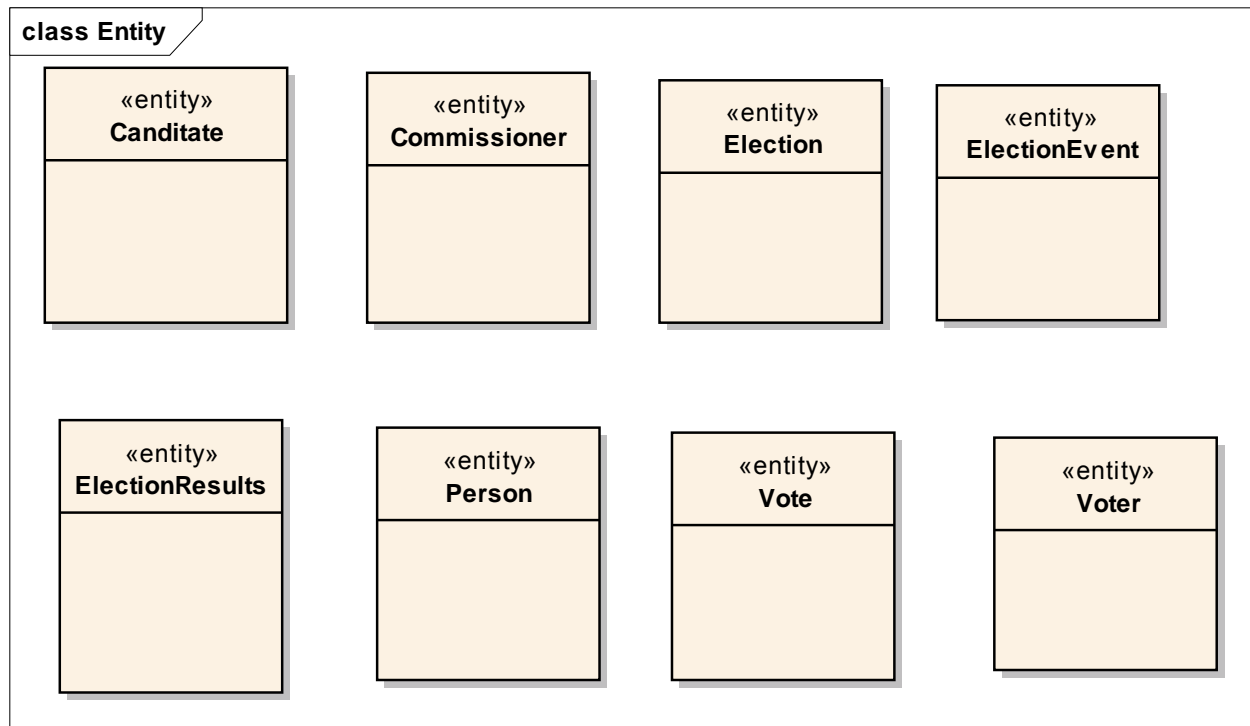 class Entity
«entity»
Canditate
«entity»
Commissioner
«entity»
Election
«entity»
ElectionEvent
«entity»
ElectionResults
«entity»
Person
«entity»
Vote
«entity»
Voter